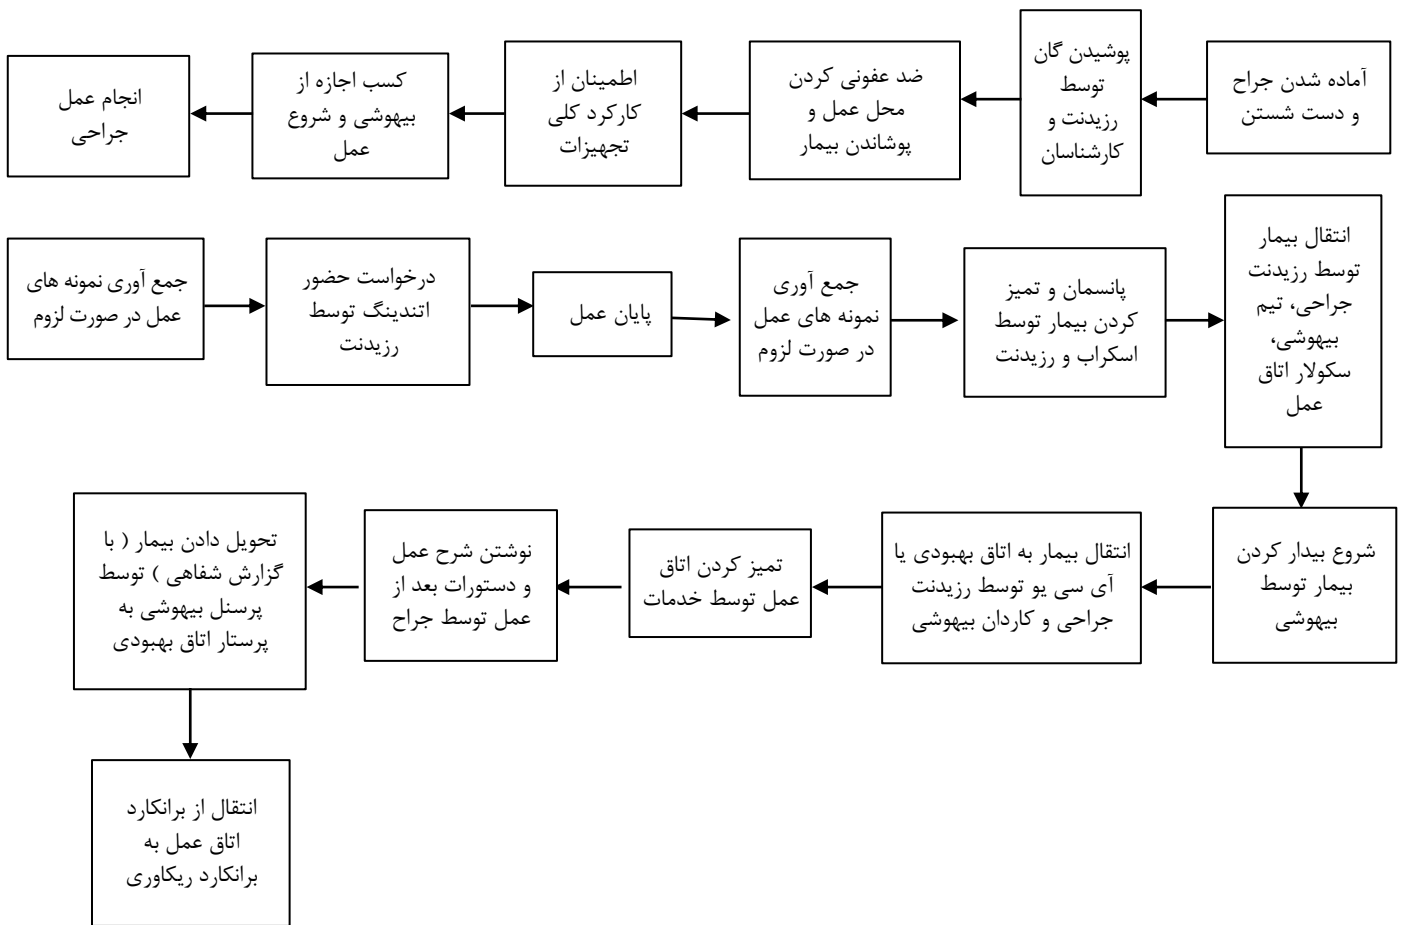 آماده شدن جراح
و دست شستن
پوشیدن گان
توسط
رزیدنت و
کارشناسان
ضد عفونی کردن
محل عمل و
پوشاندن بیمار
اطمینان از
کارکرد کلی
تجهیزات
کسب اجازه از
بیهوشی و شروع
عمل
انجام عمل
جراحی
جمع آوری نمونه های
عمل در صورت لزوم
درخواست حضور
اتندینگ توسط
رزیدنت
پایان عمل
جمع آوری
نمونه های عمل
در صورت لزوم
پانسمان و تمیز
کردن بیمار توسط
اسکراب و رزیدنت
انتقال بیمار
توسط رزیدنت
جراحی، تیم
بیهوشی،
سکولار اتاق
عمل
شروع بیدار کردن
بیمار توسط
بیهوشی
انتقال بیمار به اتاق بهبودی یا
آی سی یو توسط رزیدنت
جراحی و کاردان بیهوشی
تمیز کردن اتاق
عمل توسط خدمات
نوشتن شرح عمل
و دستورات بعد از
عمل توسط جراح
تحویل دادن بیمار ( با
گزارش شفاهی ) توسط
پرسنل بیهوشی به
پرستار اتاق بهبودی
انتقال از برانکارد
اتاق عمل به
برانکارد ریکاوری